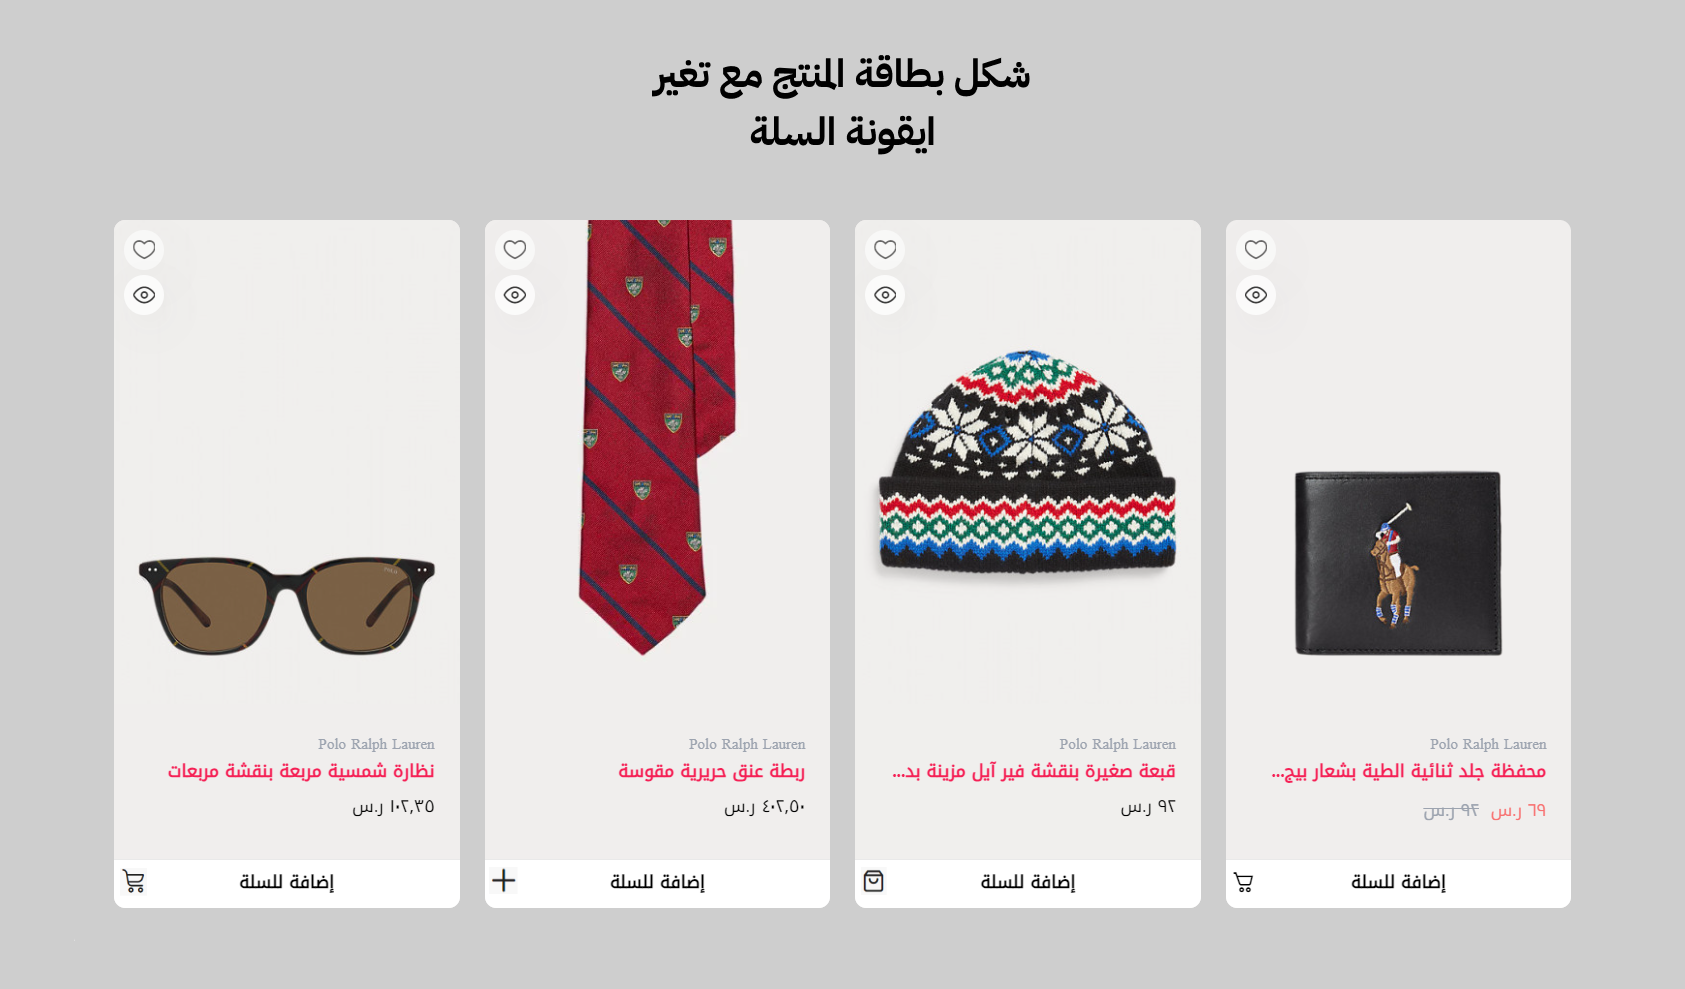 شكل بطاقة المنتج مع تغير
ايقونة السلة
Polo Ralph Lauren
محفظة جلد ثنائية الطية بشعار بيج...
٦٩ ر.س ٩٢ ر.س
إضافة للسلة
Polo Ralph Lauren
قبعة صغيرة بنقشة فير آيل مزينة بد...
٩٢ ر.س
إضافة للسلة
Polo Ralph Lauren
ربطة عنق حريرية مقوسة
٤٠٢,٥٠ ر.س
إضافة للسلة
Polo Ralph Lauren
نظارة شمسية مربعة بنقشة مربعات
١٠٢,٣٥ ر.س
إضافة للسلة